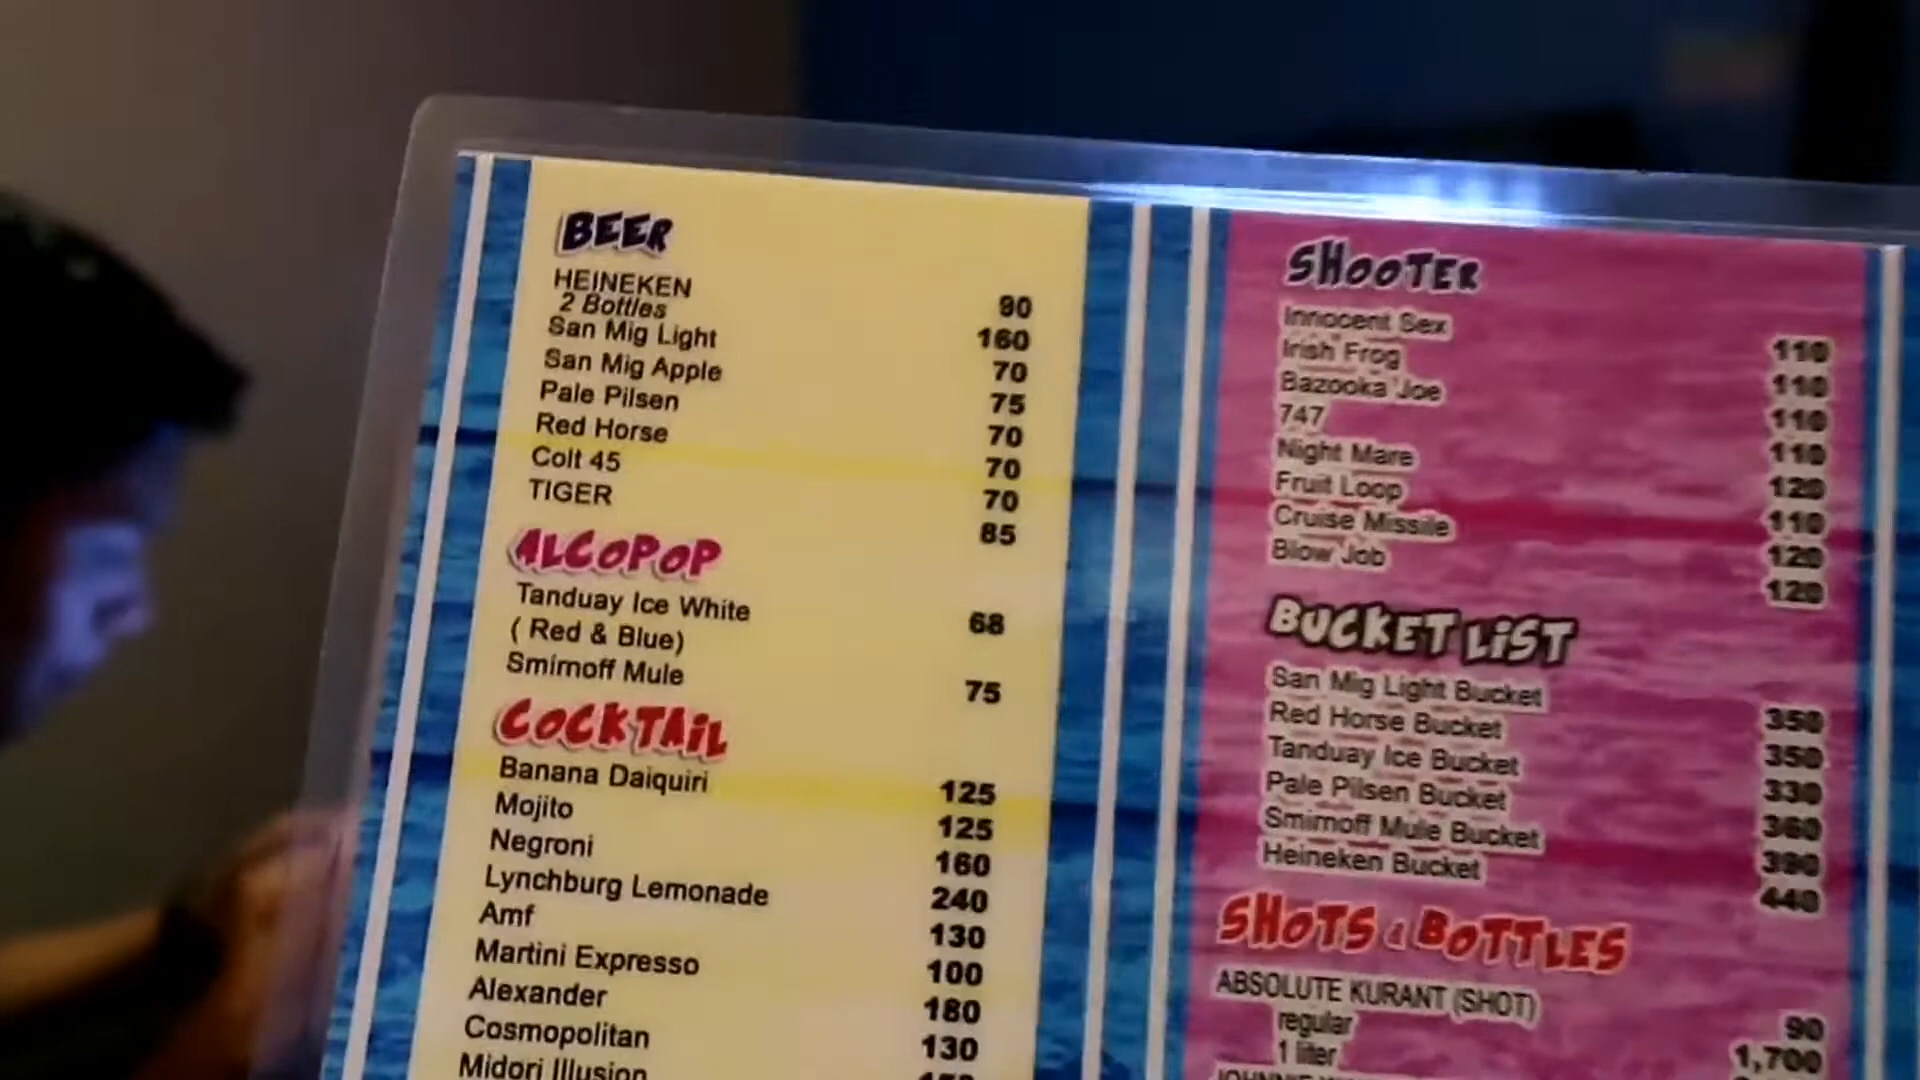 BEER
HEINEKEN 90
2 Bottles 160
San Mig Light 70
San Mig Apple 75
Pale Pilsen 70
Red Horse 70
Colt 45 70
TIGER 85
ALCOPOP
Tanduay Ice White 68
( Red & Blue)
Smirnoff Mule 75
COCKTAIL
Banana Daiquiri 125
Mojito 125
Negroni 160
Lynchburg Lemonade 240
Amf 130
Martini Expresso 100
Alexander 180
Cosmopolitan 130
Midori Illusion
SHOOTER
Innocent Sex 110
Irish Frog 110
Bazooka Joe 110
747 110
Night Mare 120
Fruit Loop 110
Cruise Missile 120
Blow Job 120
BUCKET LIST
San Mig Light Bucket 350
Red Horse Bucket 350
Tanduay Ice Bucket 330
Pale Pilsen Bucket 360
Smirnoff Mule Bucket 390
Heineken Bucket 440
SHOTS & BOTTLES
ABSOLUTE KURANT (SHOT)
regular 90
1 liter 1,700